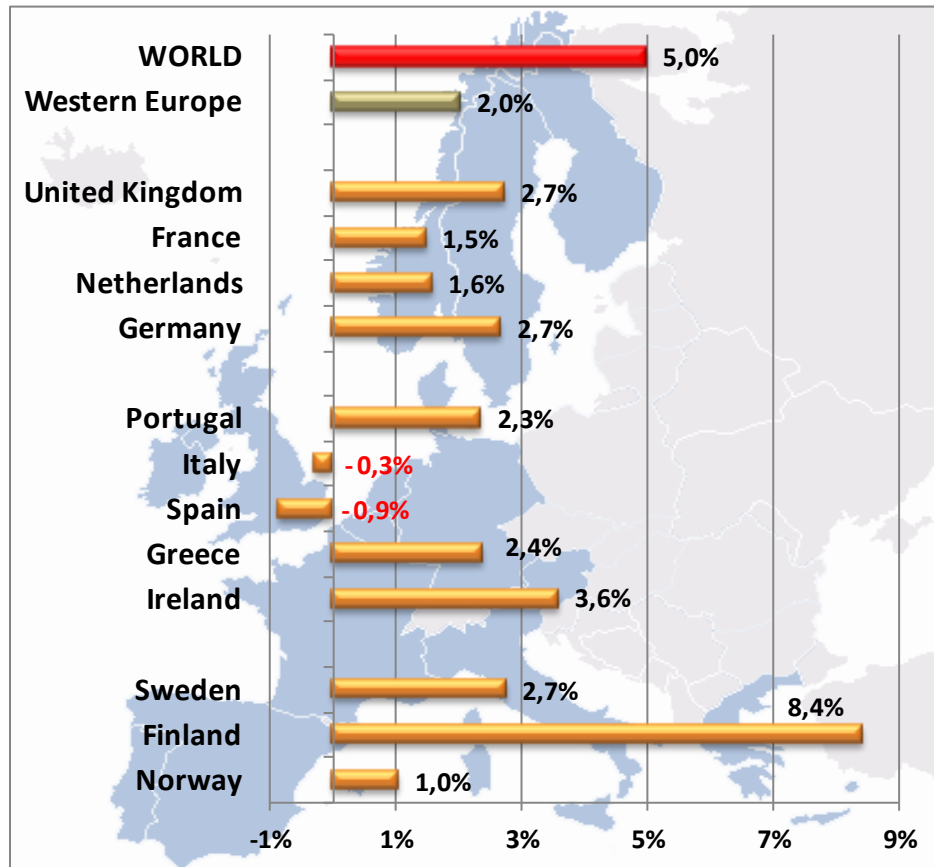 WORLD 5,0%
Western Europe 2,0%
United Kingdom 2,7%
France 1,5%
Netherlands 1,6%
Germany 2,7%
Portugal 2,3%
Italy -0,3%
Spain -0,9%
Greece 2,4%
Ireland 3,6%
Sweden 2,7%
Finland 8,4%
Norway 1,0%
-1% 1% 3% 5% 7% 9%